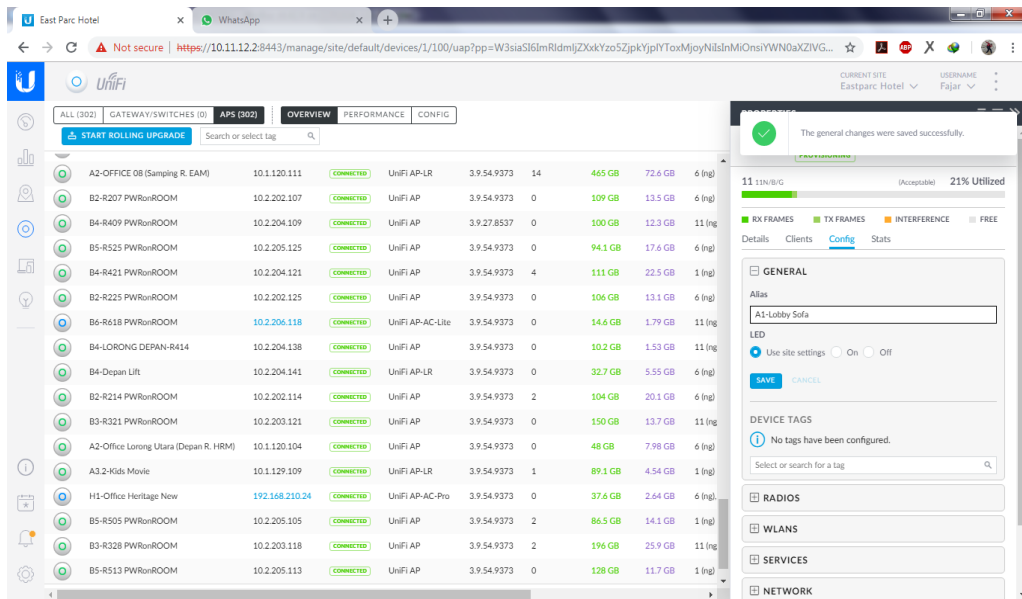 East Parc Hotel
WhatsApp
Not secure
https://10.11.12.2:8443/manage/site/default/devices/1/100/uap?pp=W3siaSI6ImRldmljZXxkYzo5ZjpkYjplYToxMjoyNiIsInMiOnsiYWN0aXZlVG...
ABP
U
UniFi
CURRENT SITE
Eastparc Hotel
USERNAME
Fajar
ALL (302) GATEWAY/SWITCHES (0) APS (302) OVERVIEW PERFORMANCE CONFIG
START ROLLING UPGRADE Search or select tag
A2-OFFICE 08 (Samping R. EAM) 10.1.120.111 CONNECTED UniFi AP-LR 3.9.54.9373 14 465 GB 72.6 GB 6 (ng)
B2-R207 PWRonROOM 10.2.202.107 CONNECTED UniFi AP 3.9.54.9373 0 109 GB 13.5 GB 6 (ng)
B4-R409 PWRonROOM 10.2.204.109 CONNECTED UniFi AP 3.9.27.8537 0 100 GB 12.3 GB 11 (ng
B5-R525 PWRonROOM 10.2.205.125 CONNECTED UniFi AP 3.9.54.9373 0 94.1 GB 17.6 GB 6 (ng)
B4-R421 PWRonROOM 10.2.204.121 CONNECTED UniFi AP 3.9.54.9373 4 111 GB 22.5 GB 1 (ng)
B2-R225 PWRonROOM 10.2.202.125 CONNECTED UniFi AP 3.9.54.9373 0 106 GB 13.1 GB 6 (ng)
B6-R618 PWRonROOM 10.2.206.118 CONNECTED UniFi AP-AC-Lite 3.9.54.9373 0 14.6 GB 1.79 GB 11 (ng
B4-LORONG DEPAN-R414 10.2.204.138 CONNECTED UniFi AP 3.9.54.9373 0 10.2 GB 1.53 GB 11 (ng
B4-Depan Lift 10.2.204.141 CONNECTED UniFi AP-LR 3.9.54.9373 0 32.7 GB 5.55 GB 6 (ng)
B2-R214 PWRonROOM 10.2.202.114 CONNECTED UniFi AP 3.9.54.9373 2 104 GB 20.1 GB 6 (ng)
B3-R321 PWRonROOM 10.2.203.121 CONNECTED UniFi AP 3.9.54.9373 0 150 GB 13.7 GB 11 (ng
A2-Office Lorong Utara (Depan R. HRM) 10.1.120.104 CONNECTED UniFi AP 3.9.54.9373 0 48 GB 7.98 GB 6 (ng)
A3.2-Kids Movie 10.1.129.109 CONNECTED UniFi AP-LR 3.9.54.9373 1 89.1 GB 4.54 GB 1 (ng)
H1-Office Heritage New 192.168.210.24 CONNECTED UniFi AP-AC-Pro 3.9.54.9373 0 37.6 GB 2.64 GB 6 (ng),
B5-R505 PWRonROOM 10.2.205.105 CONNECTED UniFi AP 3.9.54.9373 2 86.5 GB 14.1 GB 1 (ng)
B3-R328 PWRonROOM 10.2.203.118 CONNECTED UniFi AP 3.9.54.9373 2 196 GB 25.9 GB 11 (ng
B5-R513 PWRonROOM 10.2.205.113 CONNECTED UniFi AP 3.9.54.9373 0 128 GB 11.7 GB 1 (ng)
PROPERTIES
The general changes were saved successfully.
PROVISIONING
11 11N/B/G (Acceptable) 21% Utilized
RX FRAMES TX FRAMES INTERFERENCE FREE
Details Clients Config Stats
GENERAL
Alias
A1-Lobby Sofa
LED
Use site settings On Off
SAVE CANCEL
DEVICE TAGS
No tags have been configured.
Select or search for a tag
RADIOS
WLANS
SERVICES
NETWORK